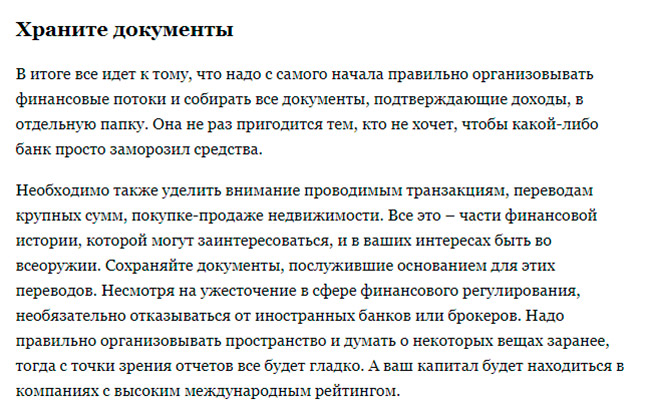 Храните документы
В итоге все идет к тому, что надо с самого начала правильно организовывать
финансовые потоки и собирать все документы, подтверждающие доходы, в
отдельную папку. Она не раз пригодится тем, кто не хочет, чтобы какой-либо
банк просто заморозил средства.
Необходимо также уделить внимание проводимым транзакциям, переводам
крупных сумм, покупке-продаже недвижимости. Все это – части финансовой
истории, которой могут заинтересоваться, и в ваших интересах быть во
всеоружии. Сохраняйте документы, послужившие основанием для этих
переводов. Несмотря на ужесточение в сфере финансового регулирования,
необязательно отказываться от иностранных банков или брокеров. Надо
правильно организовывать пространство и думать о некоторых вещах заранее,
тогда с точки зрения отчетов все будет гладко. А ваш капитал будет находиться в
компаниях с высоким международным рейтингом.